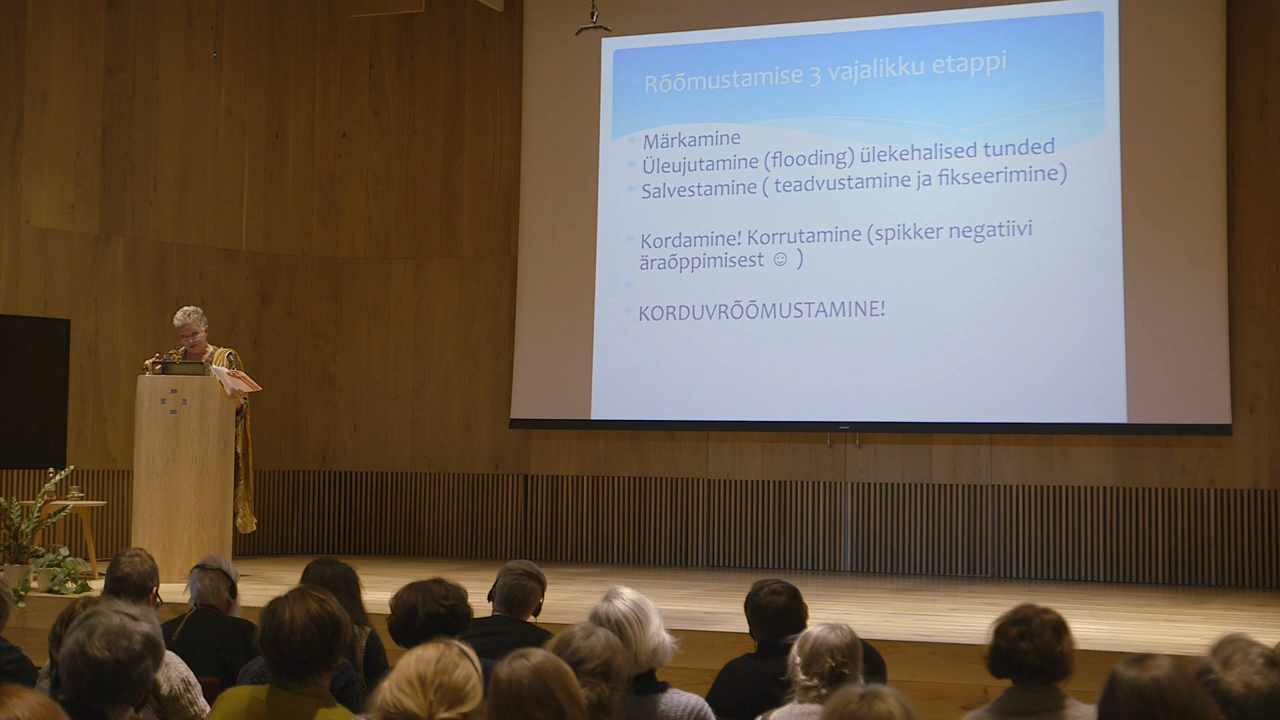 Rõõmustamise 3 vajalikku etappi
Märkamine
Üleujutamine (flooding) ülekehalised tunded
Salvestamine ( teadvustamine ja fikseerimine)
Kordamine! Korrutamine (spikker negatiivi
äraõppimisest ☺ )
KORDUVRÕÕMUSTAMINE!